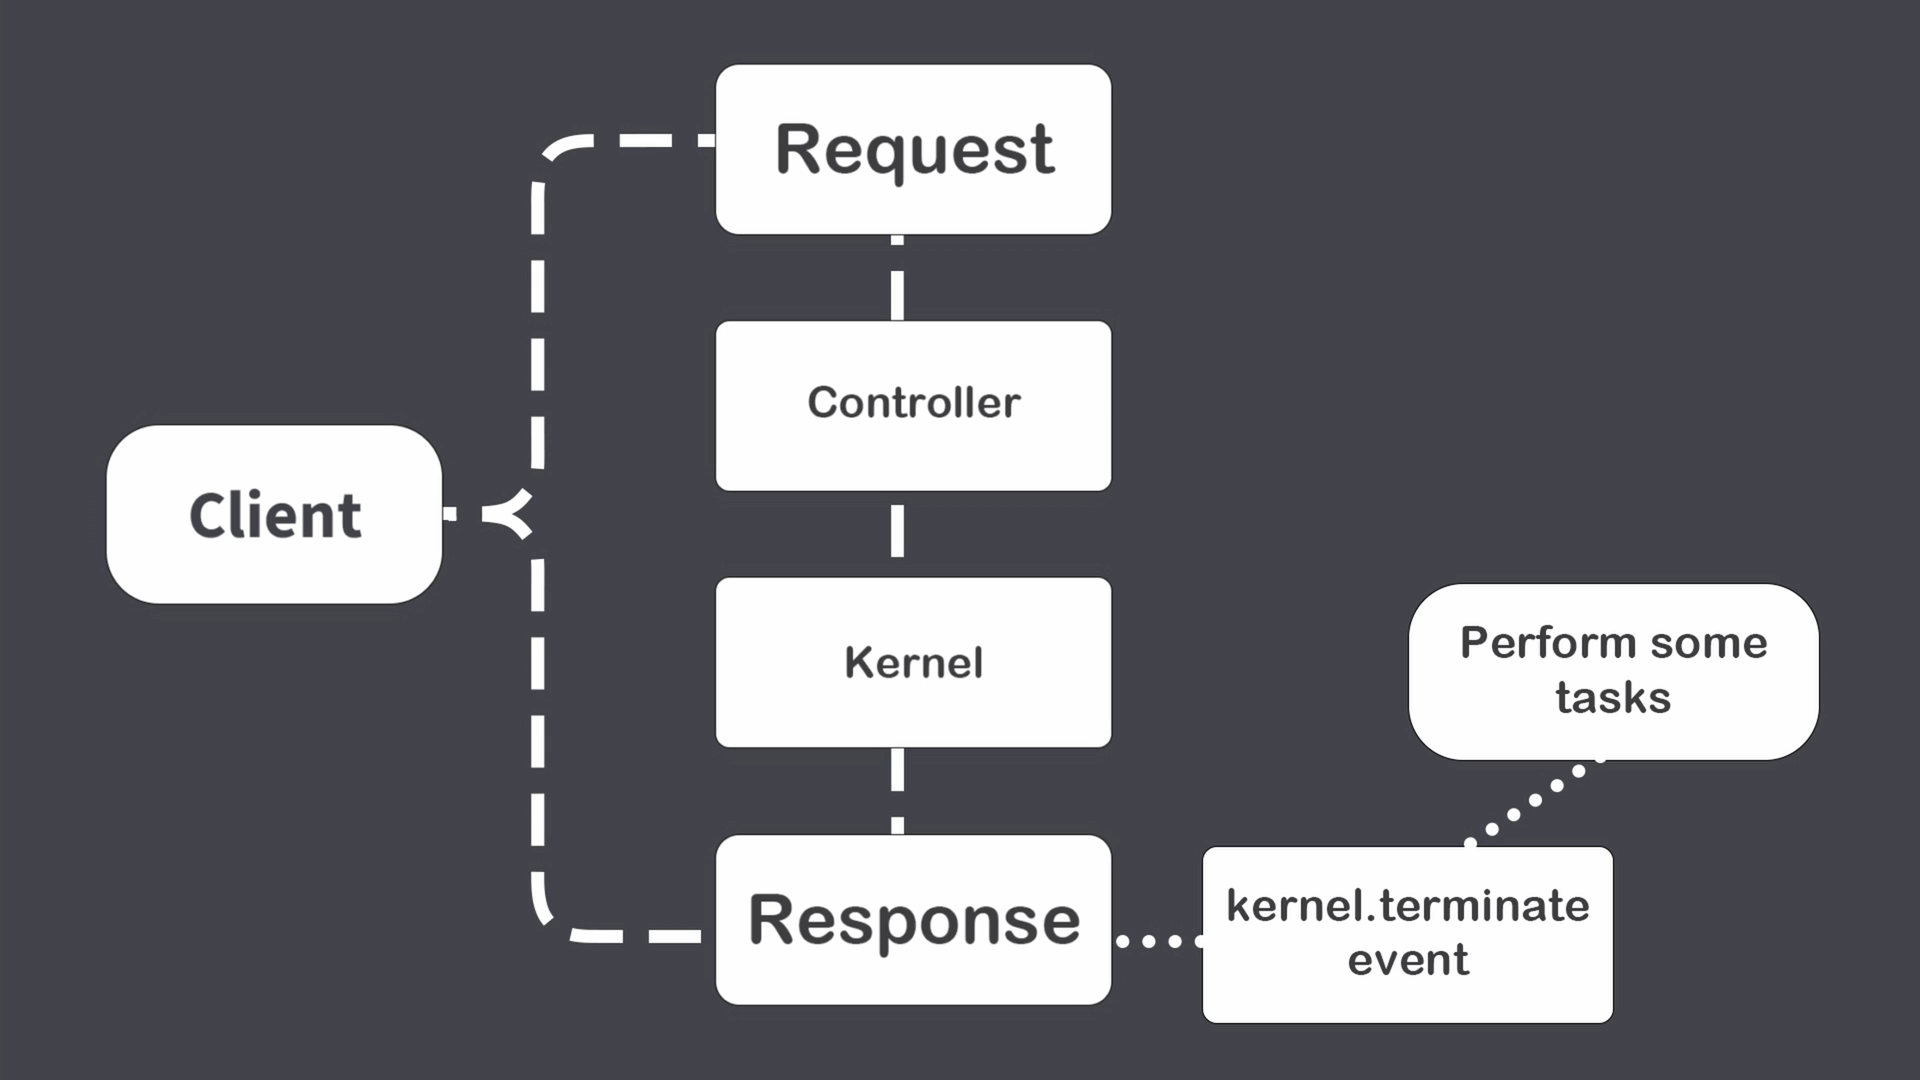 Request
Controller
Client
Kernel
Perform some
tasks
Response
kernel.terminate
event